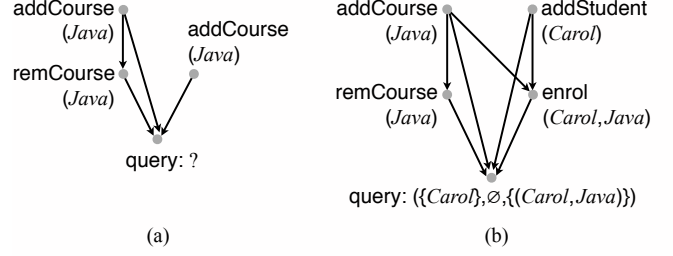 addCourse
(Java)
addCourse
(Java)
remCourse
(Java)
query: ?
(a)
addCourse
(Java)
addStudent
(Carol)
remCourse
(Java)
enrol
(Carol,Java)
query: ({Carol},∅,{(Carol,Java)})
(b)